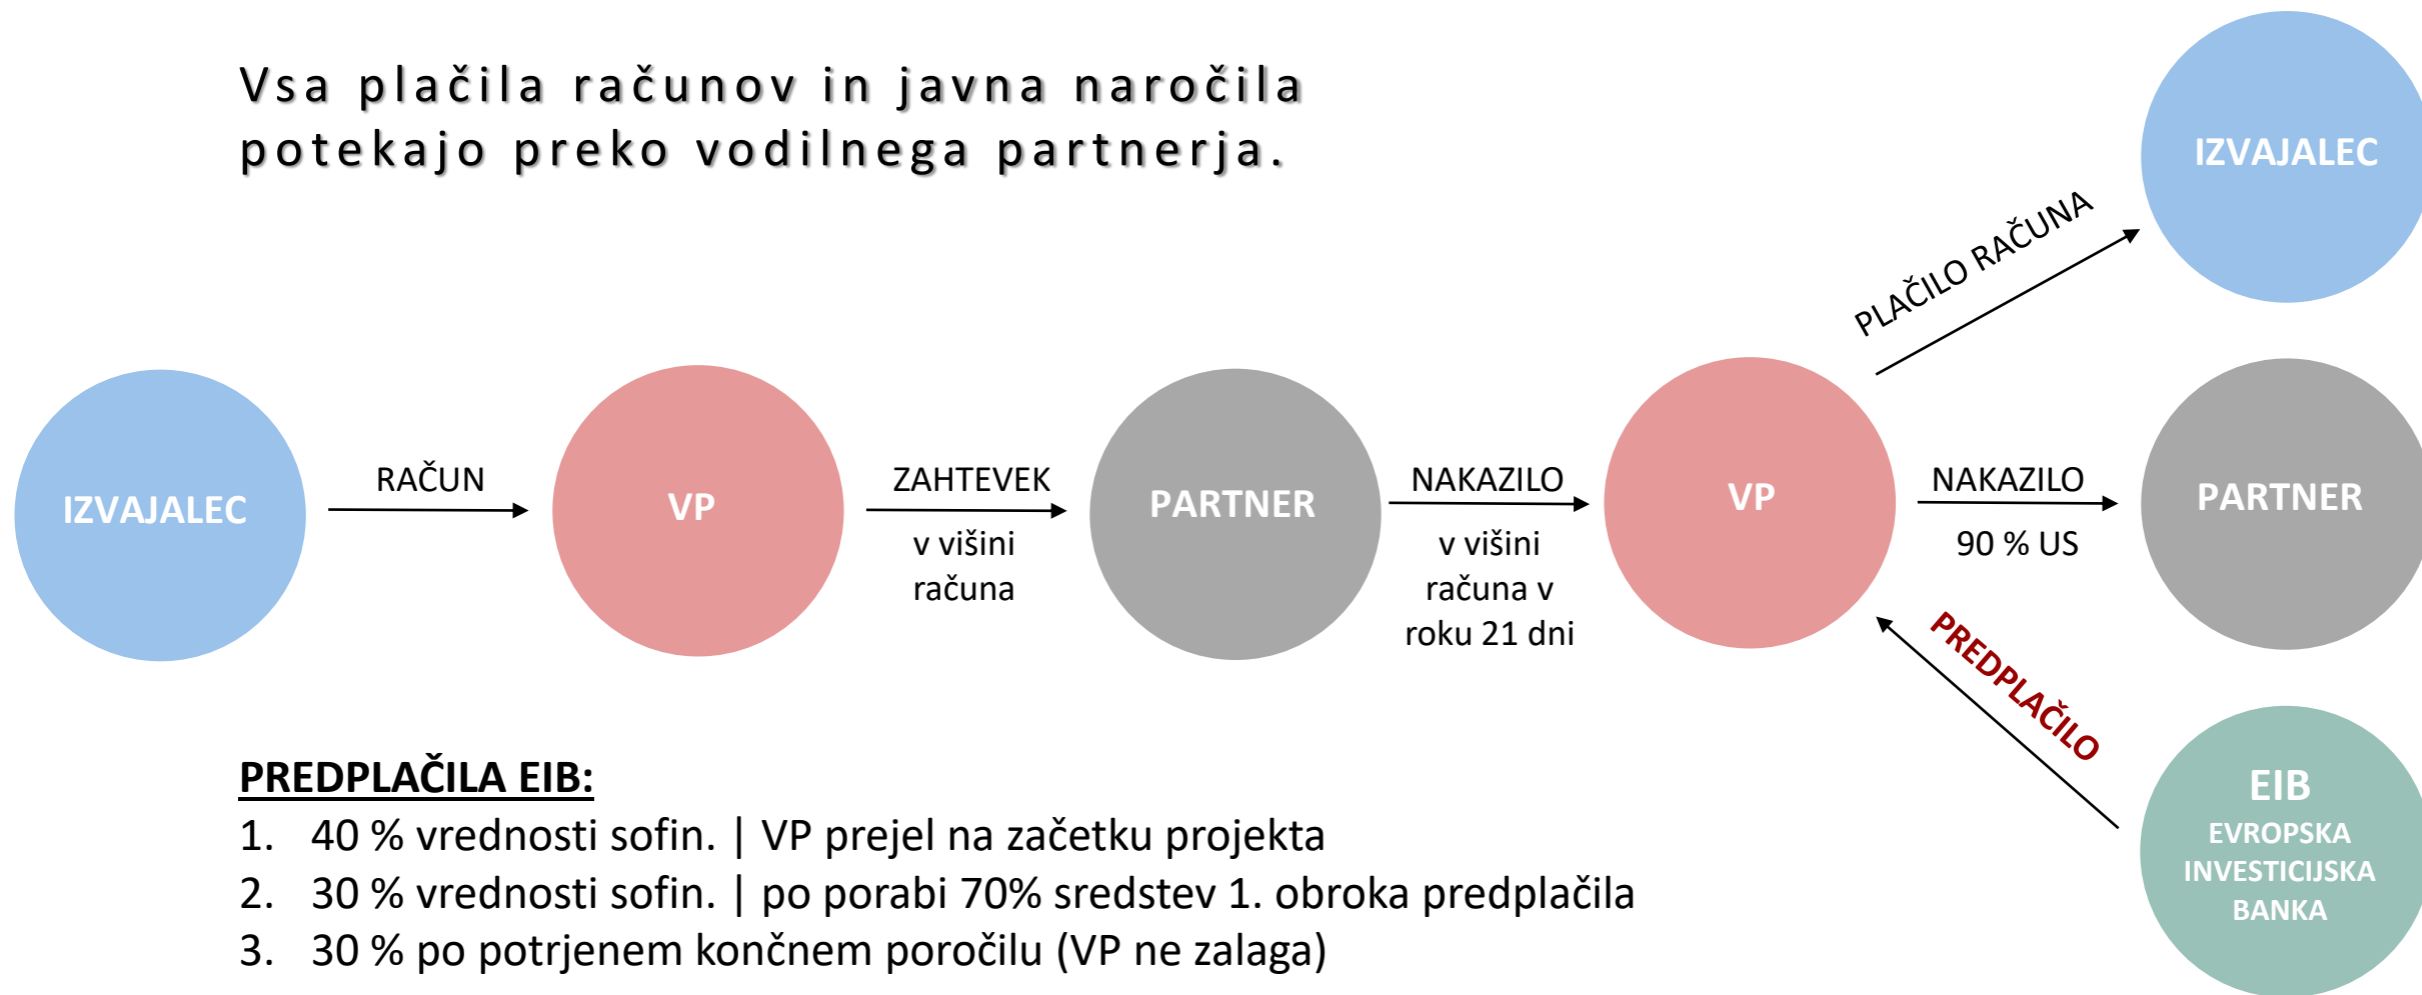 Vsa plačila računov in javna naročila
potekajo preko vodilnega partnerja.
IZVAJALEC
PLAČILO RAČUNA
IZVAJALEC
RAČUN
VP
ZAHTEVEK
v višini
računa
PARTNER
NAKAZILO
v višini
računa v
roku 21 dni
VP
NAKAZILO
90 % US
PARTNER
PREDPLAČILO
EIB
EVROPSKA
INVESTICIJSKA
BANKA
PREDPLAČILA EIB:
1. 40 % vrednosti sofin. | VP prejel na začetku projekta
2. 30 % vrednosti sofin. | po porabi 70% sredstev 1. obroka predplačila
3. 30 % po potrjenem končnem poročilu (VP ne zalaga)